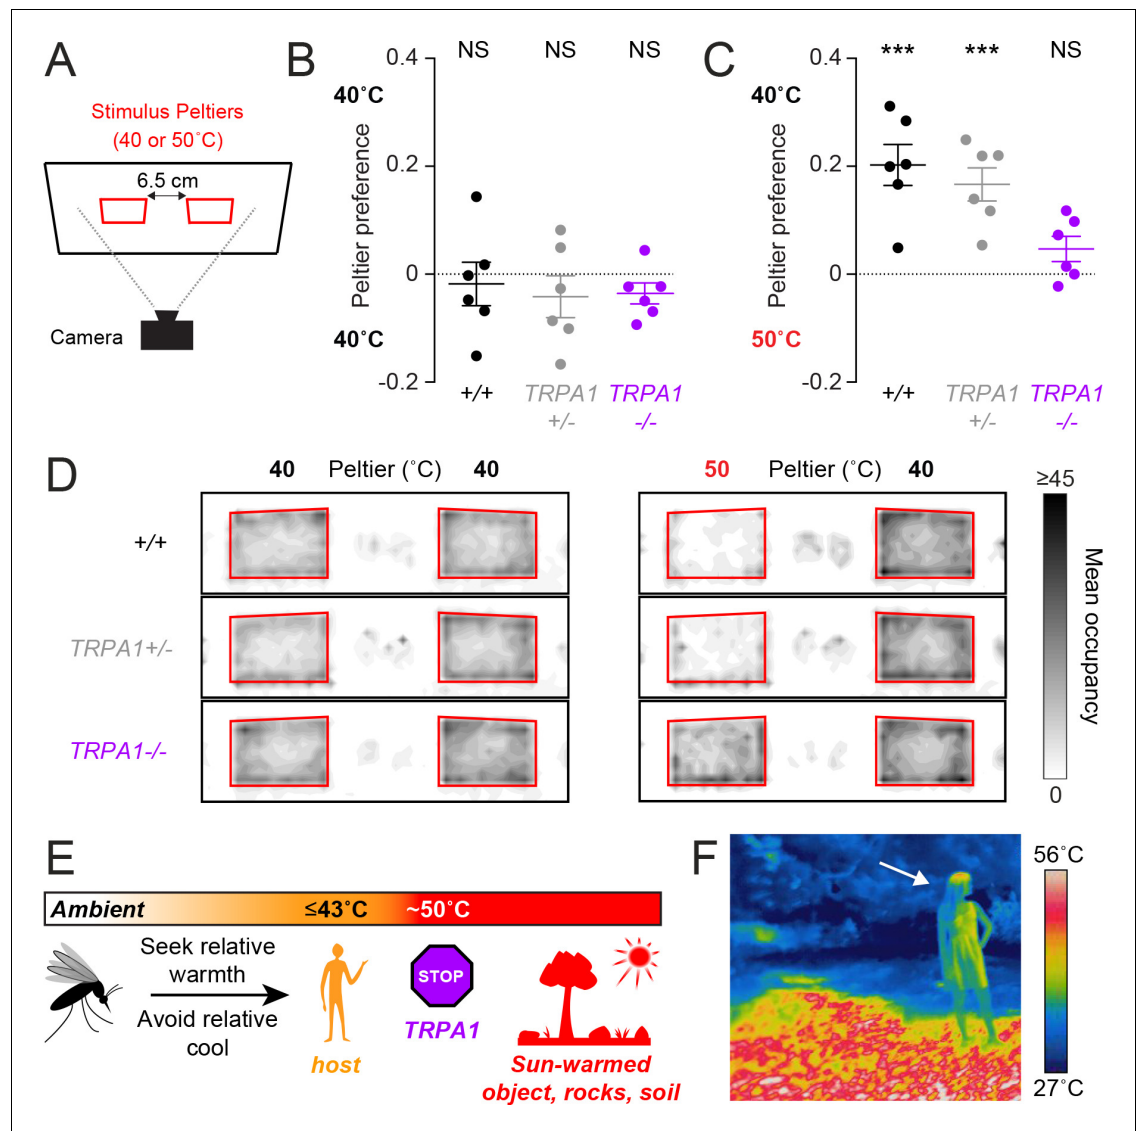 A
Stimulus Peltiers
(40 or 50˚C)
6.5 cm
Camera
B
NS NS NS
0.4
40˚C
0.2
Peltier preference
0
40˚C
-0.2
+/+
TRPA1
+/-
TRPA1
-/-
C
*** *** NS
0.4
40˚C
0.2
Peltier preference
0
50˚C
-0.2
+/+
TRPA1
+/-
TRPA1
-/-
D
40 Peltier (˚C) 40
50 Peltier (˚C) 40
+/+
TRPA1+/-
TRPA1-/-
≥45
Mean occupancy
0
E
Ambient ≤43˚C ~50˚C
Seek relative
warmth
Avoid relative
cool
host
STOP
TRPA1
Sun-warmed
object, rocks, soil
F
56˚C
27˚C